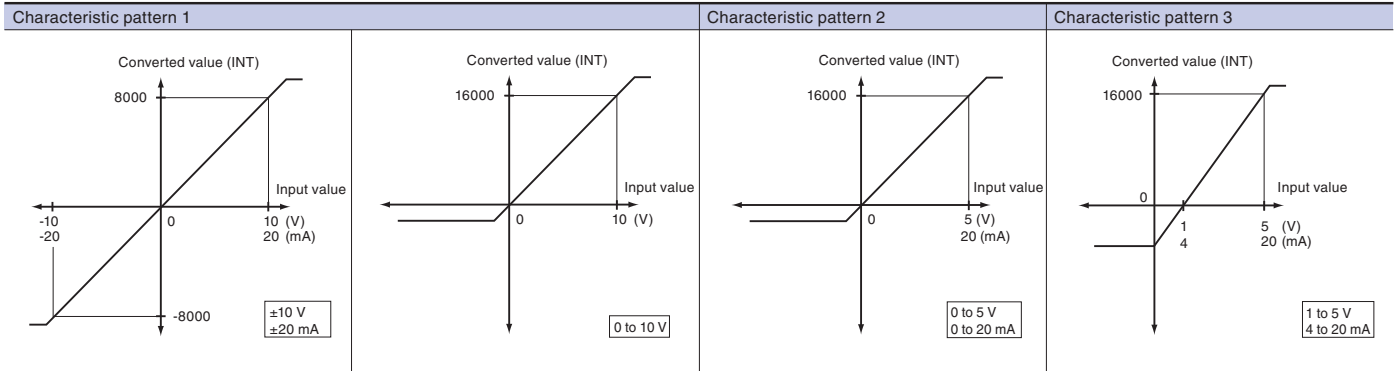 Characteristic pattern 1
Characteristic pattern 2
Characteristic pattern 3
Converted value (INT)
8000
Input value
-10
-20
0
10 (V)
20 (mA)
-8000
±10 V
±20 mA
Converted value (INT)
16000
Input value
0
10 (V)
0 to 10 V
Converted value (INT)
16000
Input value
0
5 (V)
20 (mA)
0 to 5 V
0 to 20 mA
Converted value (INT)
16000
Input value
0
1 5 (V)
4 20 (mA)
1 to 5 V
4 to 20 mA